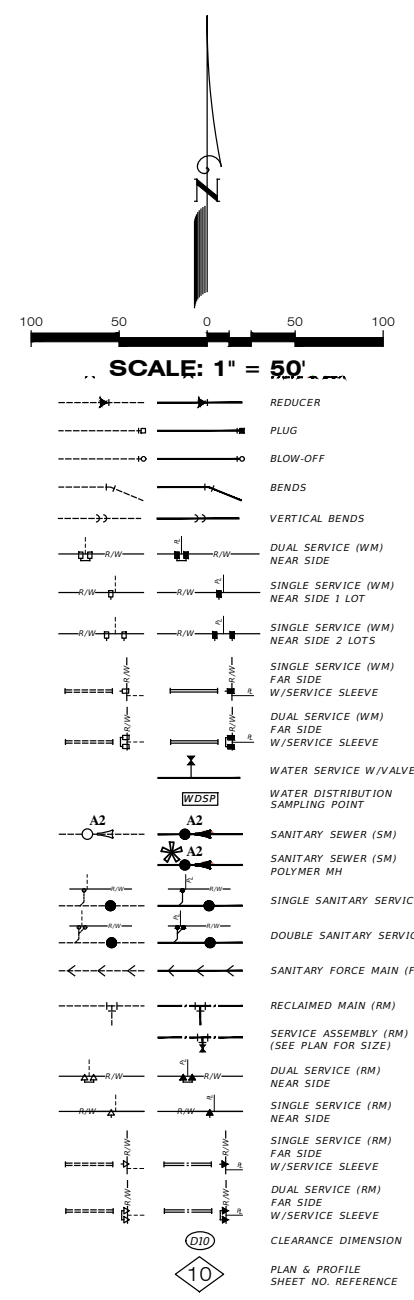 N
100 50 0 50 100
SCALE: 1" = 50'
REDUCER
PLUG
BLOW-OFF
BENDS
VERTICAL BENDS
R/W R/W DUAL SERVICE (WM)
NEAR SIDE
R/W R/W SINGLE SERVICE (WM)
NEAR SIDE 1 LOT
R/W R/W SINGLE SERVICE (WM)
NEAR SIDE 2 LOTS
R/W R/W SINGLE SERVICE (WM)
FAR SIDE
W/SERVICE SLEEVE
R/W R/W DUAL SERVICE (WM)
FAR SIDE
W/SERVICE SLEEVE
WATER SERVICE W/VALVE
WDSP WATER DISTRIBUTION
SAMPLING POINT
A2 A2 SANITARY SEWER (SM)
A2 SANITARY SEWER (SM)
POLYMER MH
R/W R/W SINGLE SANITARY SERVIC
R/W R/W DOUBLE SANITARY SERVIC
SANITARY FORCE MAIN (F
RECLAIMED MAIN (RM)
SERVICE ASSEMBLY (RM)
(SEE PLAN FOR SIZE)
R/W R/W DUAL SERVICE (RM)
NEAR SIDE
R/W R/W SINGLE SERVICE (RM)
NEAR SIDE
R/W R/W SINGLE SERVICE (RM)
FAR SIDE
W/SERVICE SLEEVE
R/W R/W DUAL SERVICE (RM)
FAR SIDE
W/SERVICE SLEEVE
D10 CLEARANCE DIMENSION
10 PLAN & PROFILE
SHEET NO. REFERENCE